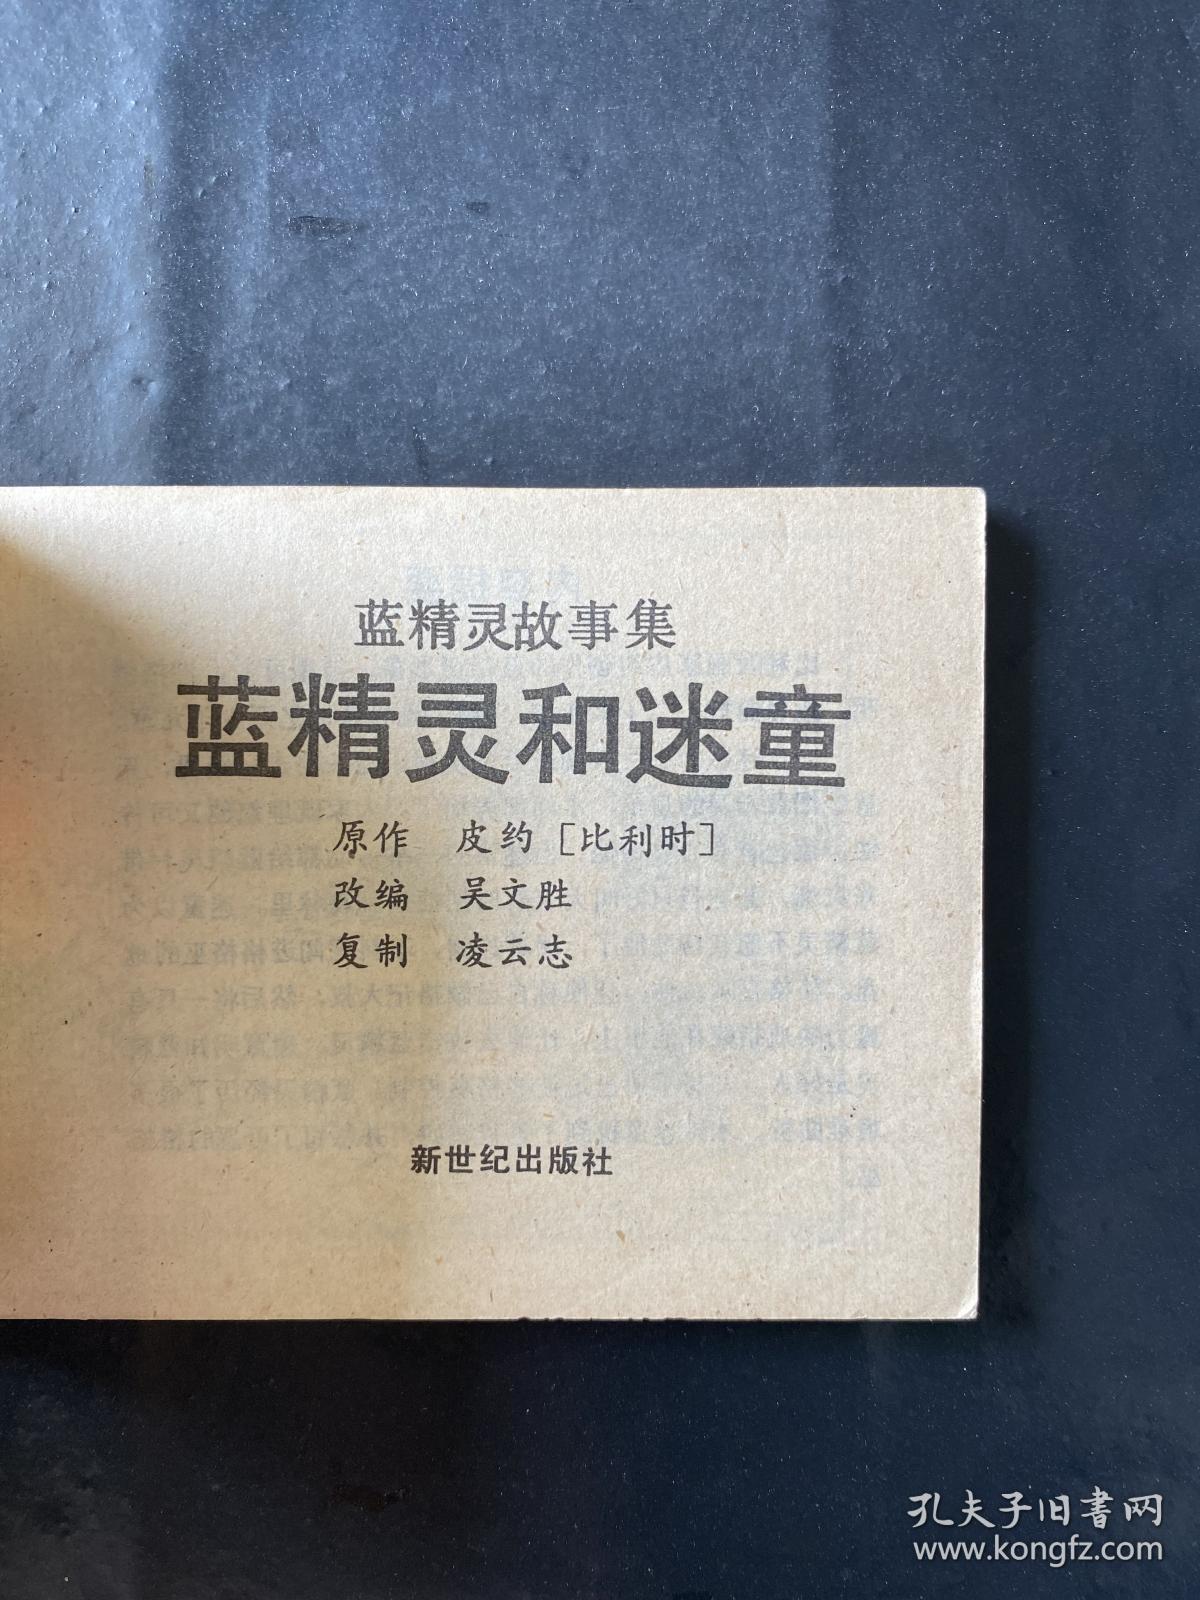 蓝精灵故事集
蓝精灵和迷童
原作 皮约［比利时］
改编 吴文胜
复制 凌云志
新世纪出版社
孔夫子旧书网
www.kongfz.com